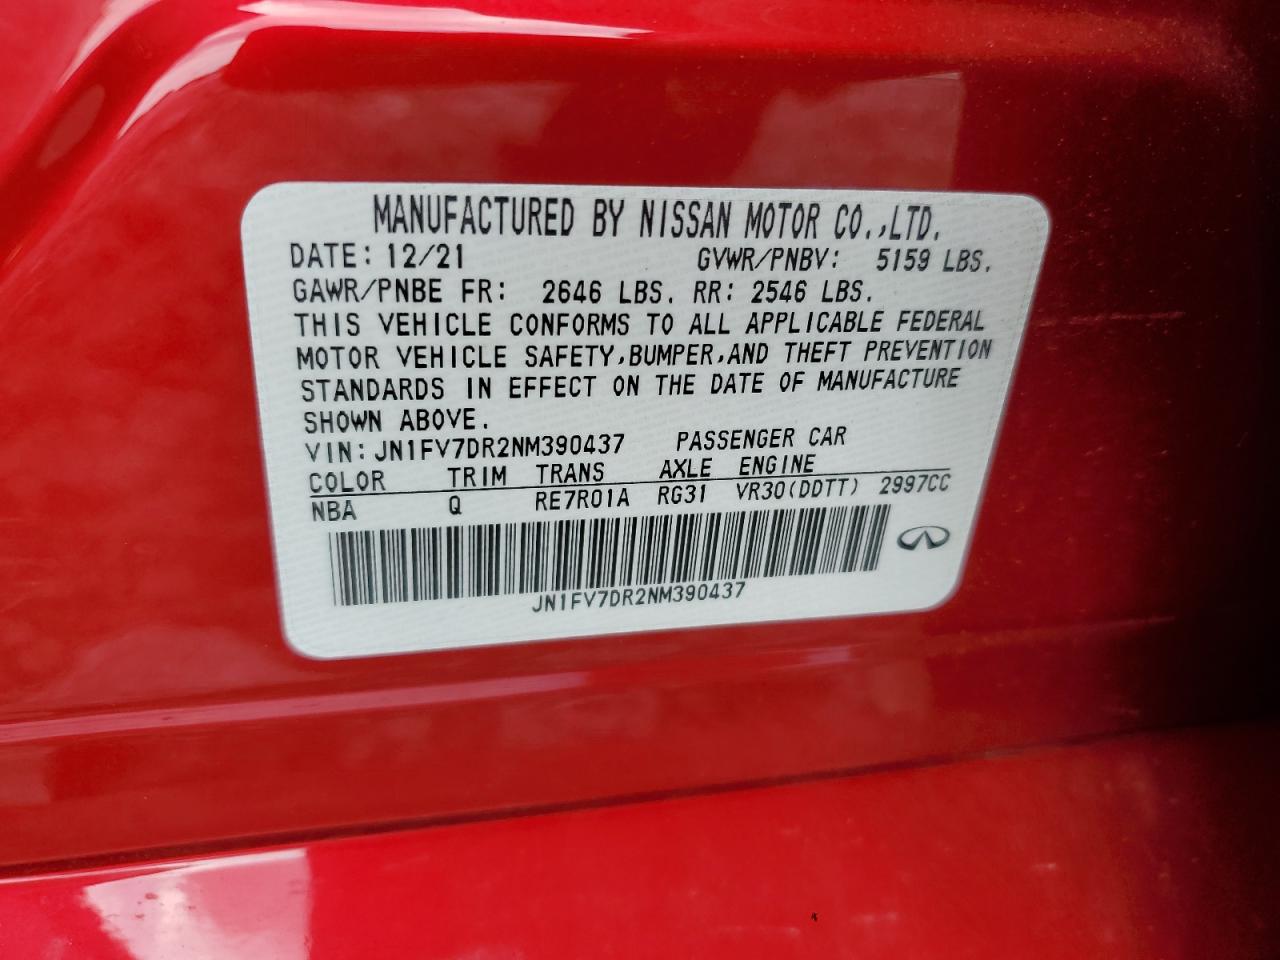 MANUFACTURED BY NISSAN MOTOR CO.,LTD.
DATE: 12/21 GVWR/PNBV: 5159 LBS.
GAWR/PNBE FR: 2646 LBS. RR: 2546 LBS.
THIS VEHICLE CONFORMS TO ALL APPLICABLE FEDERAL
MOTOR VEHICLE SAFETY,BUMPER,AND THEFT PREVENTION
STANDARDS IN EFFECT ON THE DATE OF MANUFACTURE
SHOWN ABOVE.
VIN: JN1FV7DR2NM390437 PASSENGER CAR
COLOR TRIM TRANS AXLE ENGINE
NBA Q RE7R01A RG31 VR30(DDTT) 2997CC
JN1FV7DR2NM390437